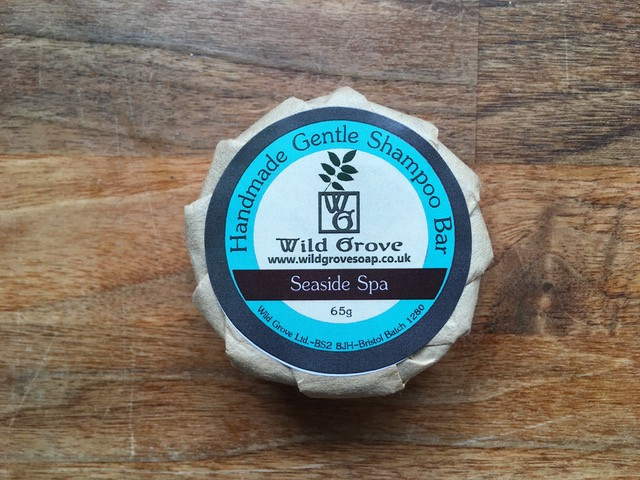 Handmade Gentle Shampoo Bar
WG
Wild Grove
www.wildgrovesoap.co.uk
Seaside Spa
65g
Wild Grove Ltd.-BS2 8JH-Bristol Batch 1280